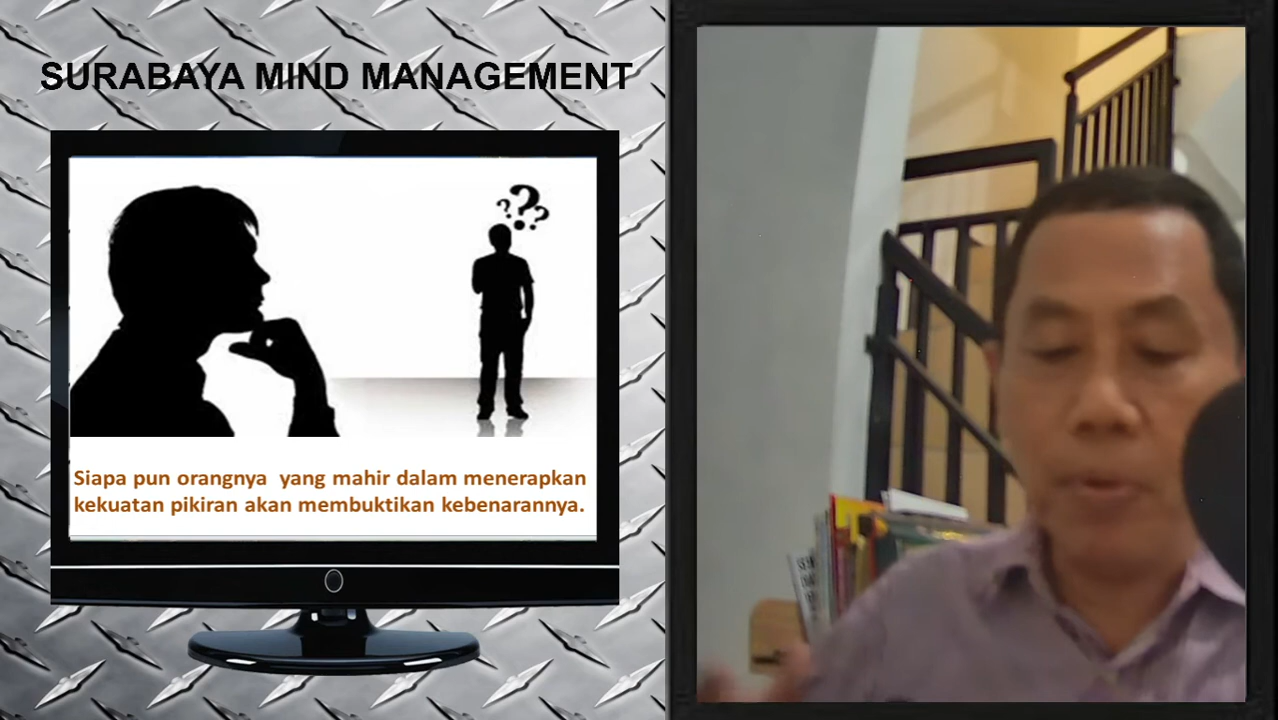 SURABAYA MIND MANAGEMENT
Siapa pun orangnya  yang mahir dalam menerapkan
kekuatan pikiran akan membuktikan kebenarannya.